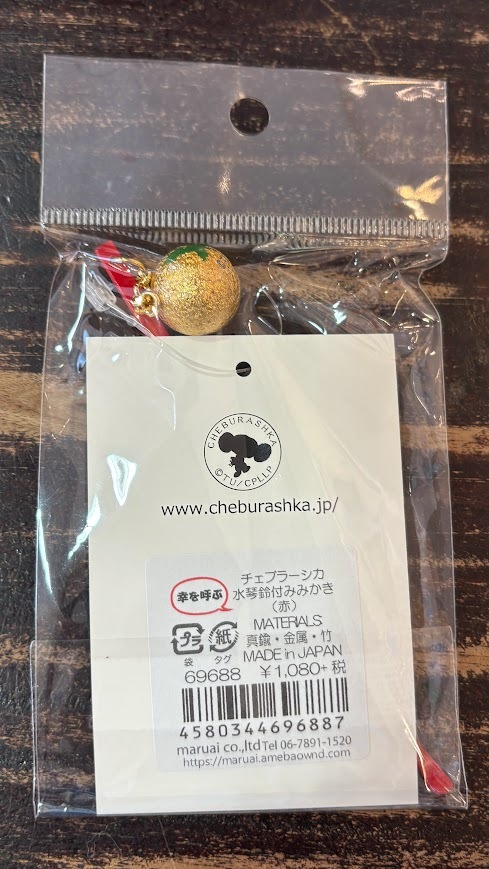 CHEBURASHKA
©TU/CPLLP
www.cheburashka.jp/
幸を呼ぶ
チェブラーシカ
水琴鈴付みみかき
（赤）
MATERIALS
真鍮・金属・竹
MADE in JAPAN
プラ 紙
袋 タグ
69688 ¥1,080+税
4580344696887
maruai co.,ltd Tel 06-7891-1520
https://maruai.amebaownd.com